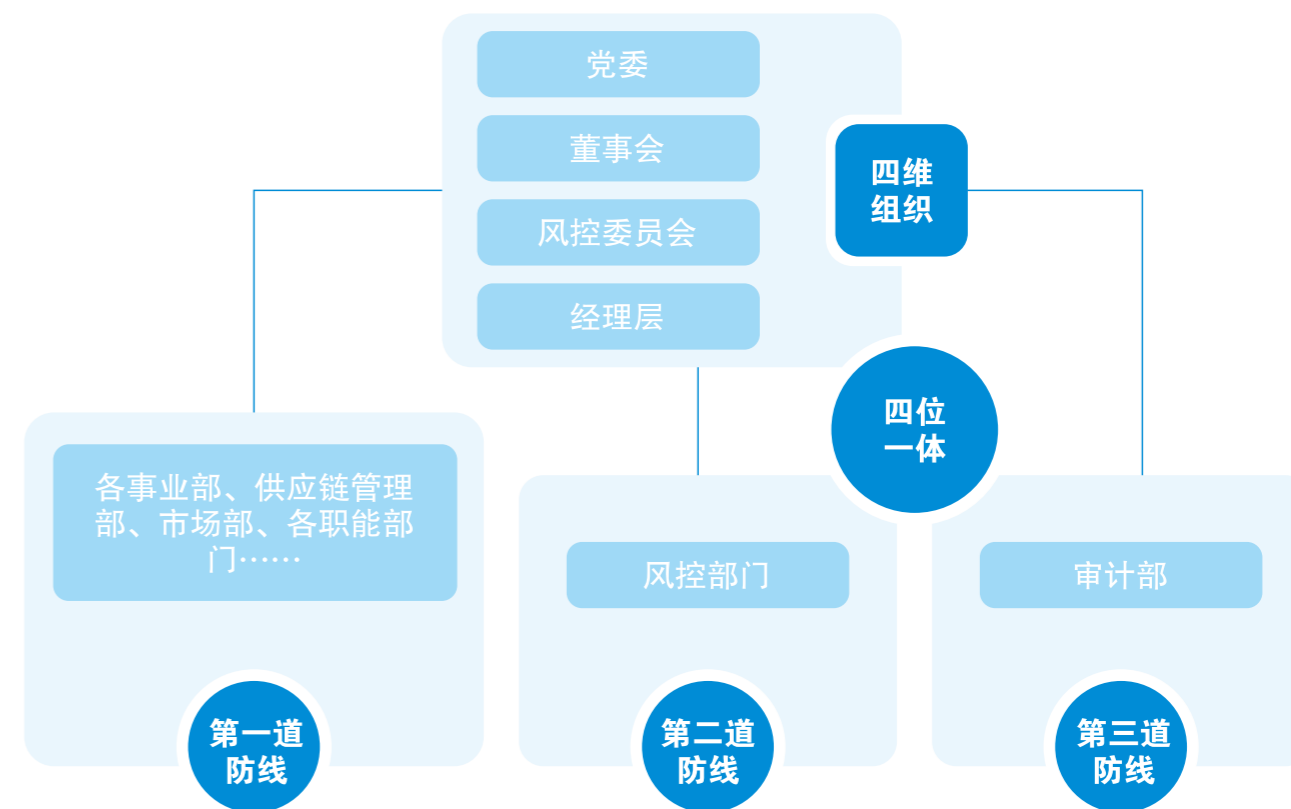 党委
董事会
风控委员会
经理层
四维
组织
四位
一体
各事业部、供应链管理
部、市场部、各职能部
门……
风控部门
审计部
第一道
防线
第二道
防线
第三道
防线